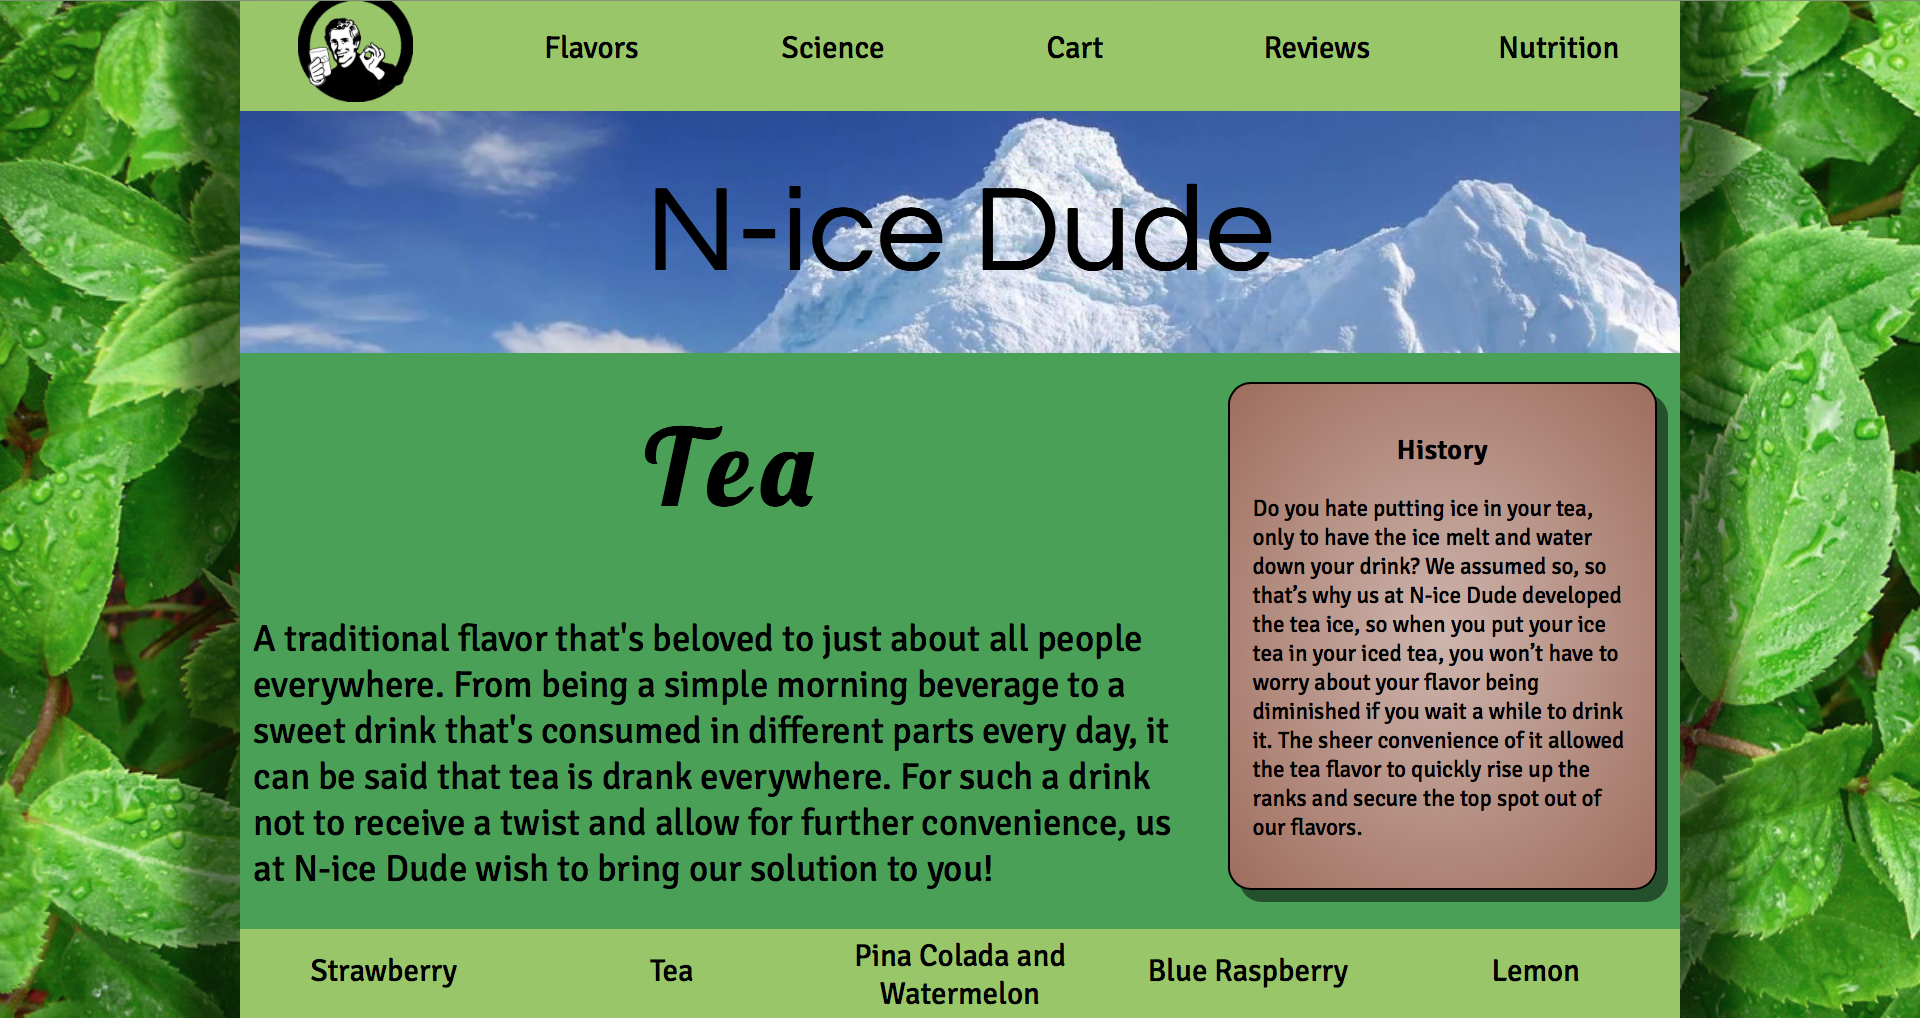 Flavors
Science
Cart
Reviews
Nutrition
N-ice Dude
Tea
A traditional flavor that's beloved to just about all people
everywhere. From being a simple morning beverage to a
sweet drink that's consumed in different parts every day, it
can be said that tea is drank everywhere. For such a drink
not to receive a twist and allow for further convenience, us
at N-ice Dude wish to bring our solution to you!
History
Do you hate putting ice in your tea,
only to have the ice melt and water
down your drink? We assumed so, so
that’s why us at N-ice Dude developed
the tea ice, so when you put your ice
tea in your iced tea, you won’t have to
worry about your flavor being
diminished if you wait a while to drink
it. The sheer convenience of it allowed
the tea flavor to quickly rise up the
ranks and secure the top spot out of
our flavors.
Strawberry
Tea
Pina Colada and
Watermelon
Blue Raspberry
Lemon